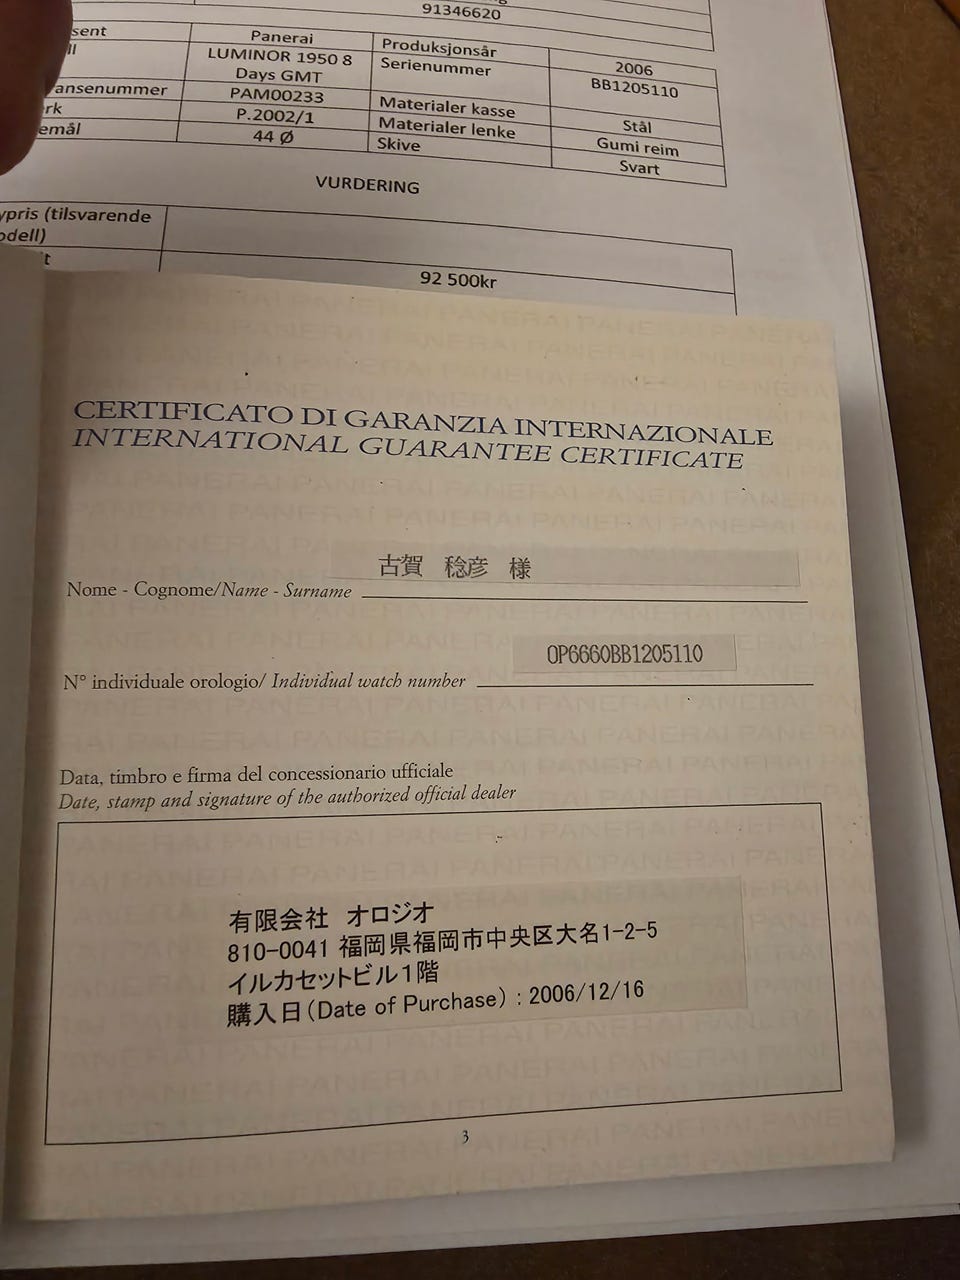 91346620
sent
Panerai
Produksjonsår
2006
LUMINOR 1950 8
Days GMT
Serienummer
BB1205110
ansenummer
PAM00233
Materialer kasse
Stål
rk
P.2002/1
Materialer lenke
Gumi reim
emål
44 Ø
Skive
Svart
VURDERING
ypris (tilsvarende
odell)
92 500kr
CERTIFICATO DI GARANZIA INTERNAZIONALE
INTERNATIONAL GUARANTEE CERTIFICATE
古賀 稔彦 様
Nome - Cognome/Name - Surname
OP6660BB1205110
N° individuale orologio/ Individual watch number
Data, timbro e firma del concessionario ufficiale
Date, stamp and signature of the authorized official dealer
有限会社 オロジオ
810-0041 福岡県福岡市中央区大名1-2-5
イルカセットビル1階
購入日(Date of Purchase) : 2006/12/16
3